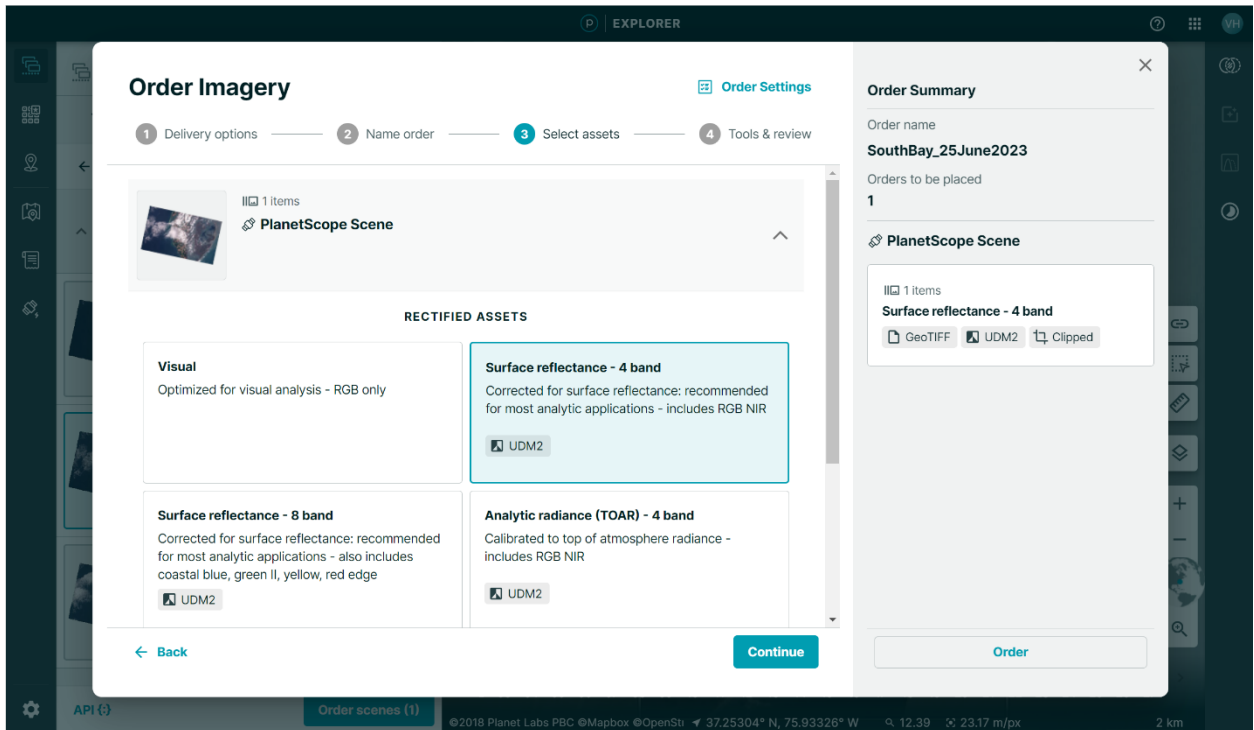 P EXPLORER
VH
Order Imagery
Order Settings
1 Delivery options
2 Name order
3 Select assets
4 Tools & review
1 items
PlanetScope Scene
RECTIFIED ASSETS
Visual
Optimized for visual analysis - RGB only
Surface reflectance - 4 band
Corrected for surface reflectance: recommended
for most analytic applications - includes RGB NIR
UDM2
Surface reflectance - 8 band
Corrected for surface reflectance: recommended
for most analytic applications - also includes
coastal blue, green II, yellow, red edge
UDM2
Analytic radiance (TOAR) - 4 band
Calibrated to top of atmosphere radiance -
includes RGB NIR
UDM2
Back
Continue
Order Summary
Order name
SouthBay_25June2023
Orders to be placed
1
PlanetScope Scene
1 items
Surface reflectance - 4 band
GeoTIFF UDM2 Clipped
Order
API {:}
Order scenes (1)
©2018 Planet Labs PBC ©Mapbox ©OpenSt 37.25304° N, 75.93326° W 12.39 23.17 m/px 2 km